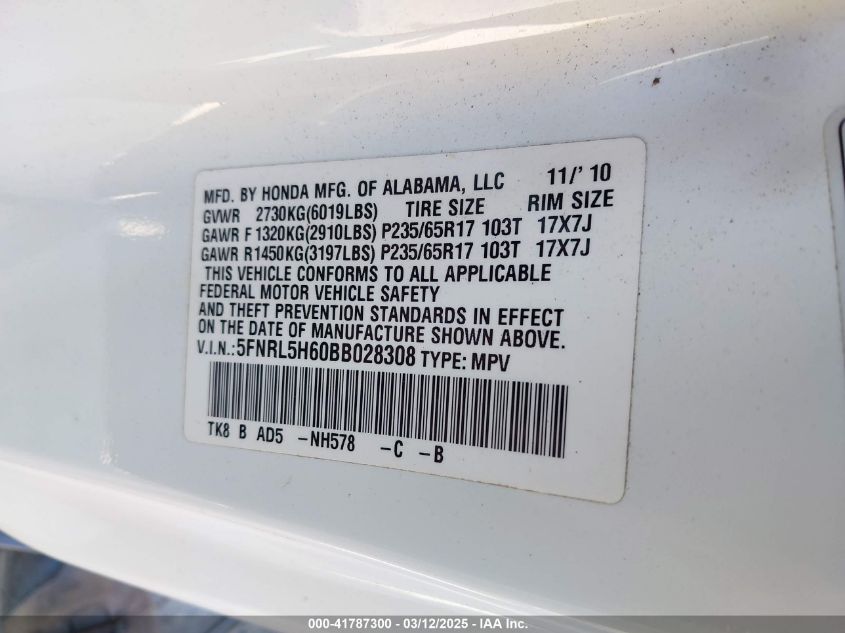 MFD. BY HONDA MFG. OF ALABAMA, LLC 11/' 10
GVWR 2730KG(6019LBS) TIRE SIZE RIM SIZE
GAWR F 1320KG(2910LBS) P235/65R17 103T 17X7J
GAWR R1450KG(3197LBS) P235/65R17 103T 17X7J
THIS VEHICLE CONFORMS TO ALL APPLICABLE
FEDERAL MOTOR VEHICLE SAFETY
AND THEFT PREVENTION STANDARDS IN EFFECT
ON THE DATE OF MANUFACTURE SHOWN ABOVE.
V.I.N.:5FNRL5H60BB028308 TYPE: MPV
TK8 B AD5 -NH578 -C -B
000-41787300 - 03/12/2025 - IAA Inc.